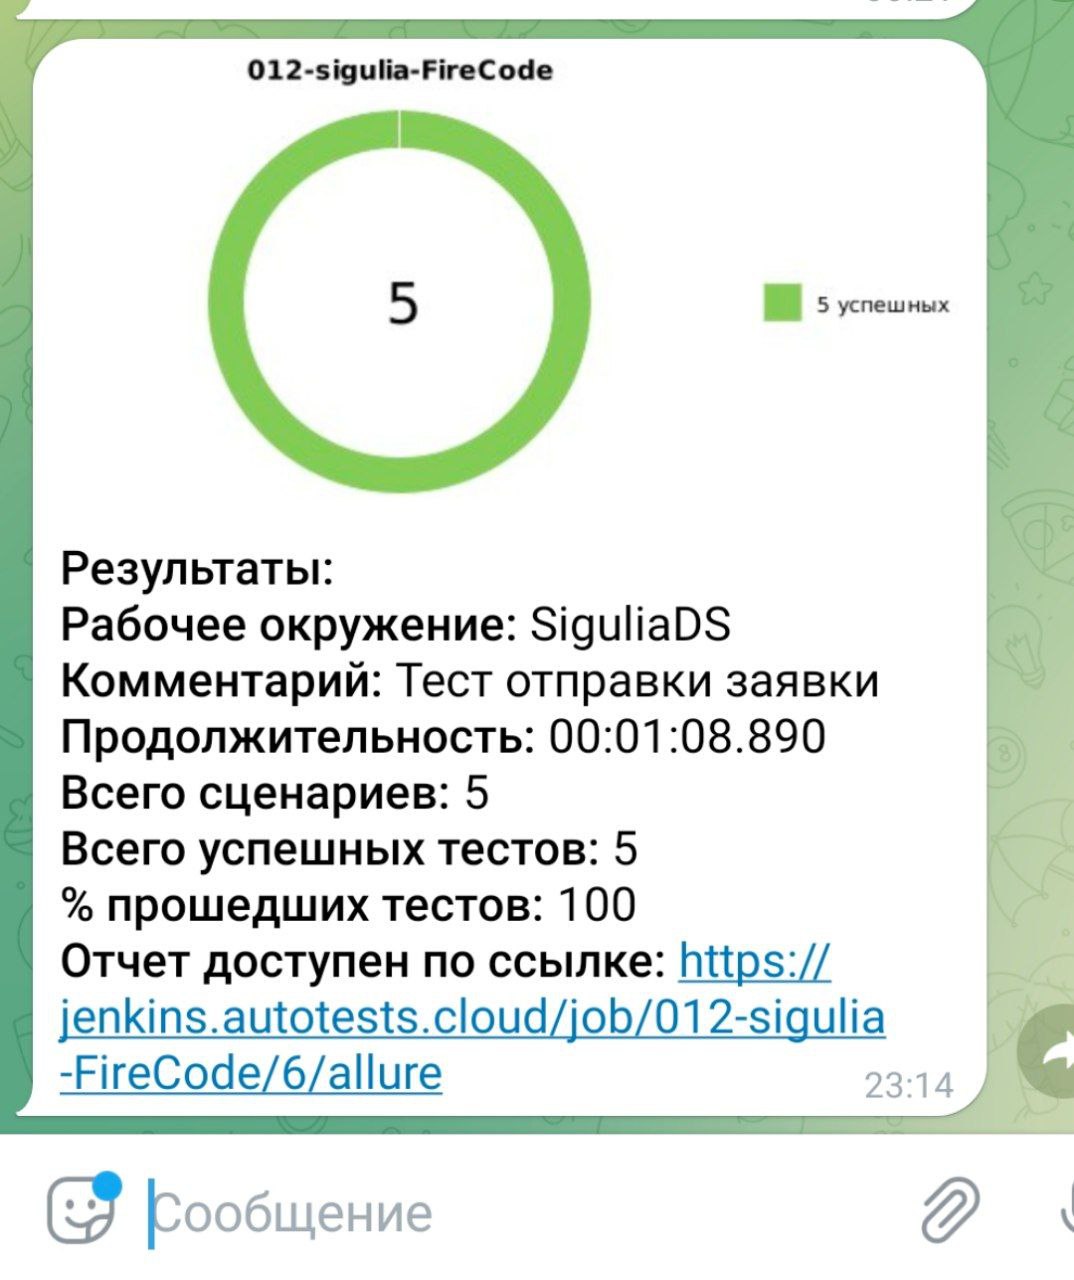 012-sigulia-FireCode
5
5 успешных
Результаты:
Рабочее окружение: SiguliaDS
Комментарий: Тест отправки заявки
Продолжительность: 00:01:08.890
Всего сценариев: 5
Всего успешных тестов: 5
% прошедших тестов: 100
Отчет доступен по ссылке: https://
jenkins.autotests.cloud/job/012-sigulia
-FireCode/6/allure
23:14
Сообщение